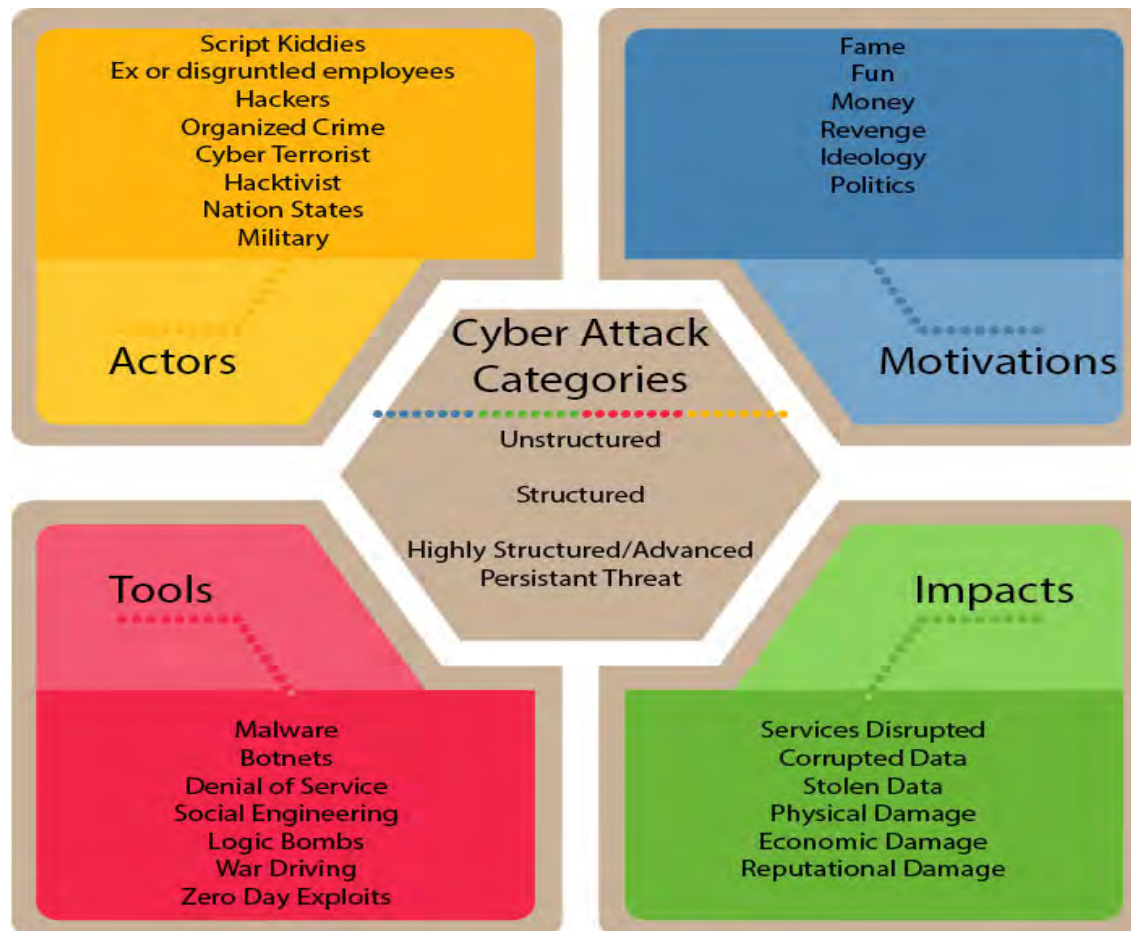 Script Kiddies
Ex or disgruntled employees
Hackers
Organized Crime
Cyber Terrorist
Hacktivist
Nation States
Military
Actors
Fame
Fun
Money
Revenge
Ideology
Politics
Motivations
Cyber Attack
Categories
Unstructured
Structured
Highly Structured/Advanced
Persistant Threat
Tools
Malware
Botnets
Denial of Service
Social Engineering
Logic Bombs
War Driving
Zero Day Exploits
Impacts
Services Disrupted
Corrupted Data
Stolen Data
Physical Damage
Economic Damage
Reputational Damage